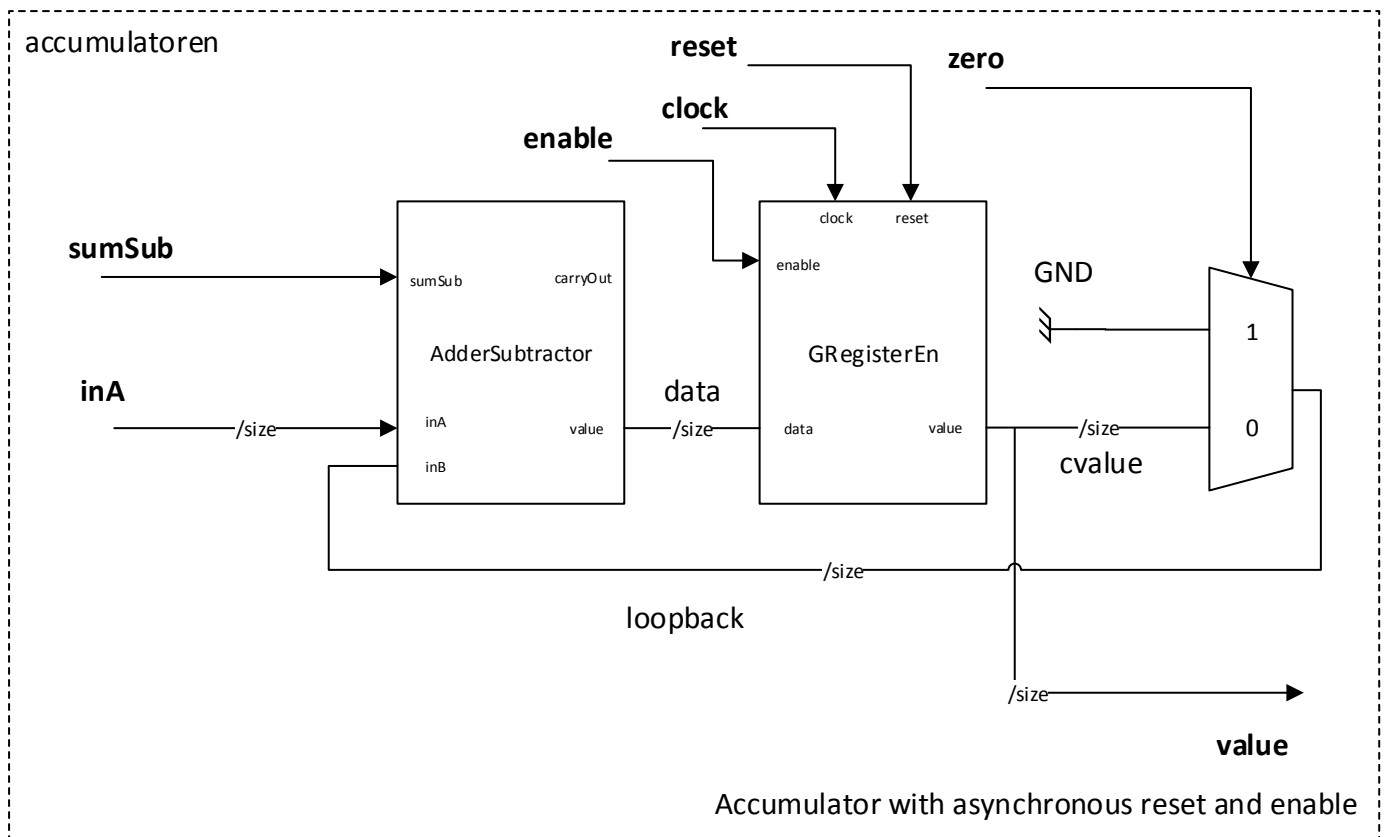 accumulatoren
reset
zero
clock
enable
clock
reset
sumSub
enable
GND
sumSub
carryOut
1
AdderSubtractor
GRegisterEn
inA
data
/size
inA
value
/size
data
value
/size
0
inB
cvalue
/size
loopback
/size
value
Accumulator with asynchronous reset and enable